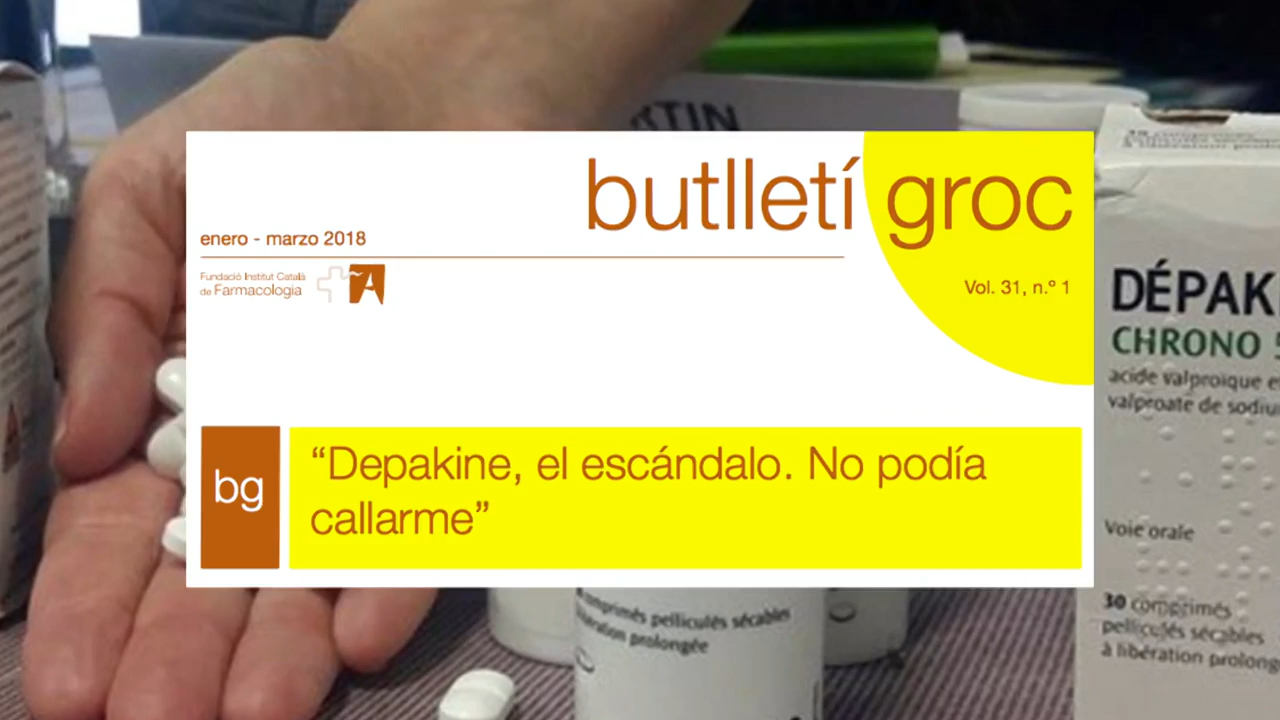 butlletí groc
enero - marzo 2018
Fundació Institut Català
de Farmacologia
Vol. 31, n.º 1
bg
“Depakine, el escándalo. No podía
callarme”
RTIN
DÉPAK
CHRONO
acide valproïque e
valproate de sodiu
Voie orale
30 comprimés
pelliculés sécables
à libération prolong
comprimés pelliculés sécables
libération prolongée